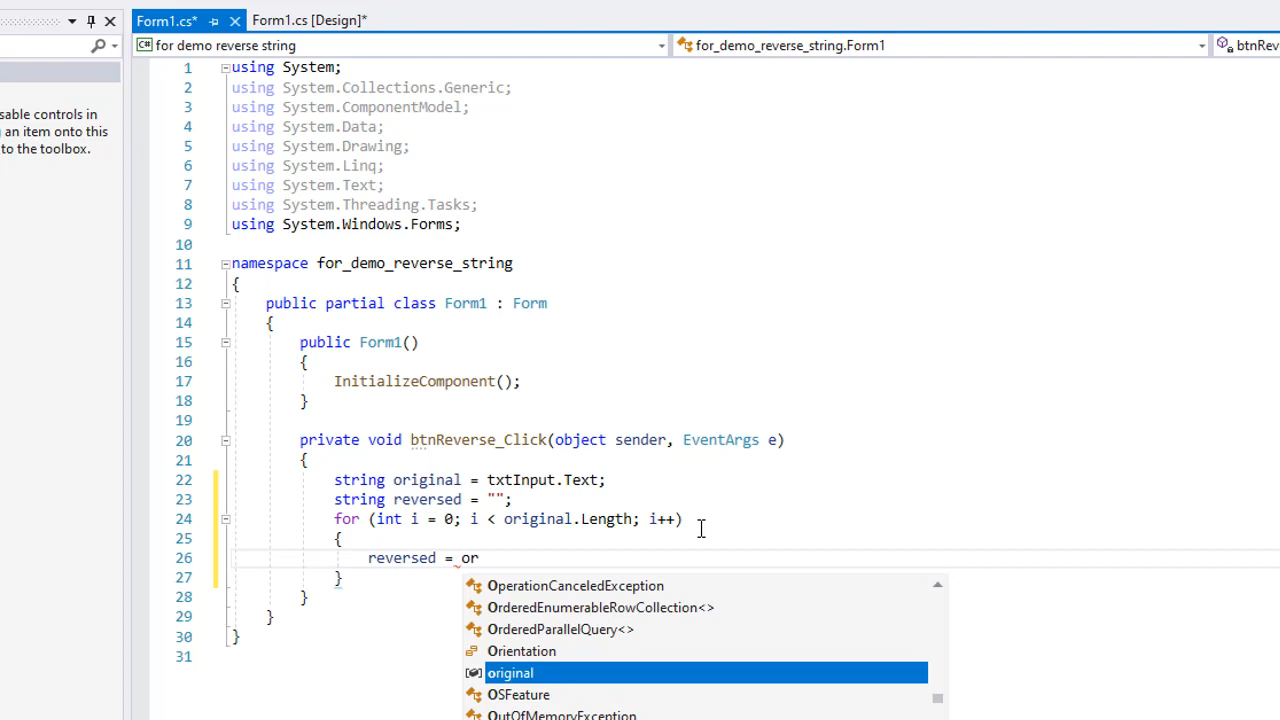 Form1.cs*
Form1.cs [Design]*
C# for demo reverse string
for_demo_reverse_string.Form1
btnRev
sable controls in
an item onto this
to the toolbox.
1 using System;
2 using System.Collections.Generic;
3 using System.ComponentModel;
4 using System.Data;
5 using System.Drawing;
6 using System.Linq;
7 using System.Text;
8 using System.Threading.Tasks;
9 using System.Windows.Forms;
10
11 namespace for_demo_reverse_string
12 {
13 public partial class Form1 : Form
14 {
15 public Form1()
16 {
17 InitializeComponent();
18 }
19
20 private void btnReverse_Click(object sender, EventArgs e)
21 {
22 string original = txtInput.Text;
23 string reversed = "";
24 for (int i = 0; i < original.Length; i++)
25 {
26 reversed = or
27 }
28 }
29 }
30 }
31
OperationCanceledException
OrderedEnumerableRowCollection<>
OrderedParallelQuery<>
Orientation
original
OSFeature
OutOfMemoryException